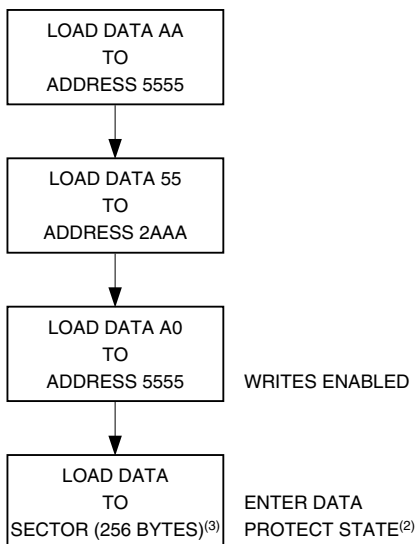 LOAD DATA AA
TO
ADDRESS 5555
LOAD DATA 55
TO
ADDRESS 2AAA
LOAD DATA A0
TO
ADDRESS 5555
WRITES ENABLED
LOAD DATA
TO
SECTOR (256 BYTES)(3)
ENTER DATA
PROTECT STATE(2)